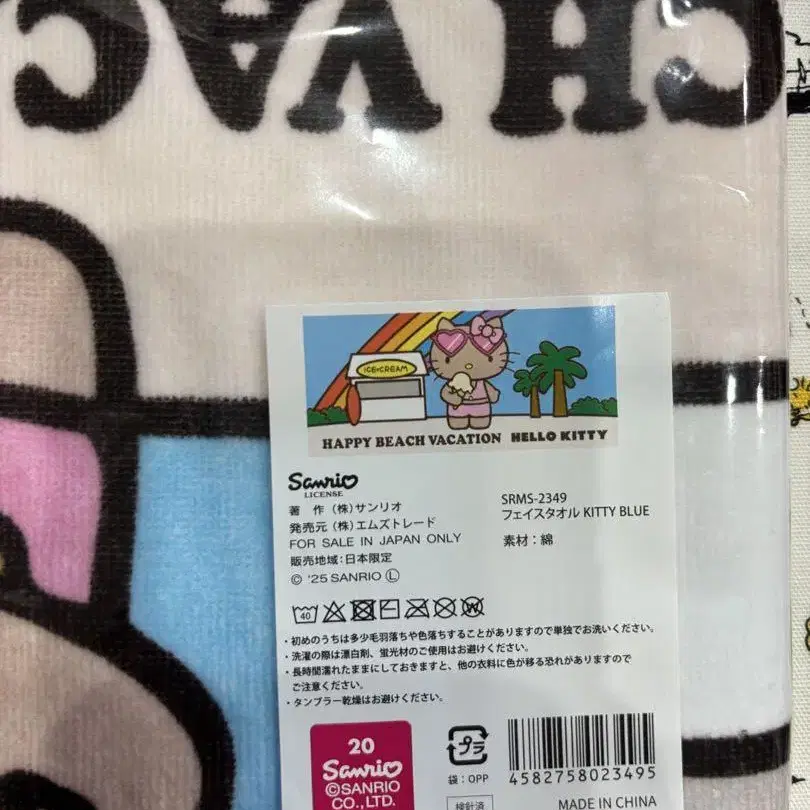 CH VAC
ICE CREAM
HAPPY BEACH VACATION HELLO KITTY
Sanrio
LICENSE
著 作 (株)サンリオ
発売元 (株)エムズトレード
FOR SALE IN JAPAN ONLY
販売地域:日本限定
© '25 SANRIO Ⓛ
SRMS-2349
フェイスタオル KITTY BLUE
素材:綿
40
・初めのうちは多少毛羽落ちや色落ちすることがありますので単独でお洗いください。
・洗濯の際は漂白剤、蛍光材のご使用はお避けください。
・長時間濡れたままにしておきますと、他の衣料に色が移る恐れがありますので
ご注意ください。
・タンブラー乾燥はお避けください。
20
Sanrio
©SANRIO
CO.,LTD.
プラ
袋:OPP
4582758023495
検針済
MADE IN CHINA